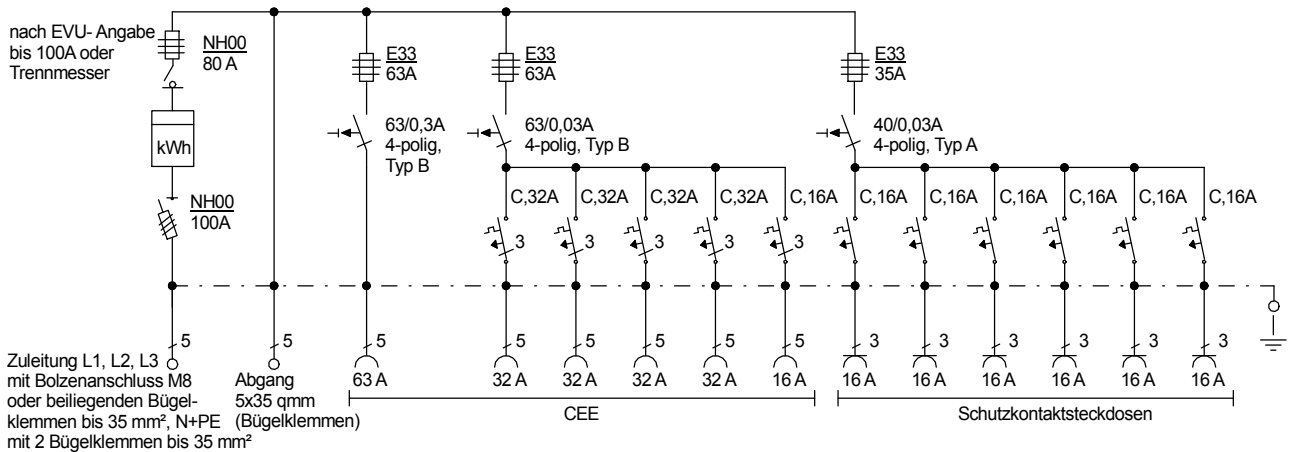 nach EVU- Angabe
bis 100A oder
Trennmesser
NH00
80 A
kWh
NH00
100A
E33
63A
63/0,3A
4-polig,
Typ B
E33
63A
63/0,03A
4-polig, Typ B
E33
35A
40/0,03A
4-polig, Typ A
C,32A C,32A C,32A C,32A C,16A C,16A C,16A C,16A C,16A C,16A C,16A
3 3 3 3 3
5 5 5 5 5 5 5 5 3 3 3 3 3 3
63 A 32 A 32 A 32 A 32 A 16 A 16 A 16 A 16 A 16 A 16 A 16 A
Zuleitung L1, L2, L3
mit Bolzenanschluss M8
oder beiliegenden Bügel-
klemmen bis 35 mm², N+PE
mit 2 Bügelklemmen bis 35 mm²
Abgang
5x35 qmm
(Bügelklemmen)
CEE
Schutzkontaktsteckdosen